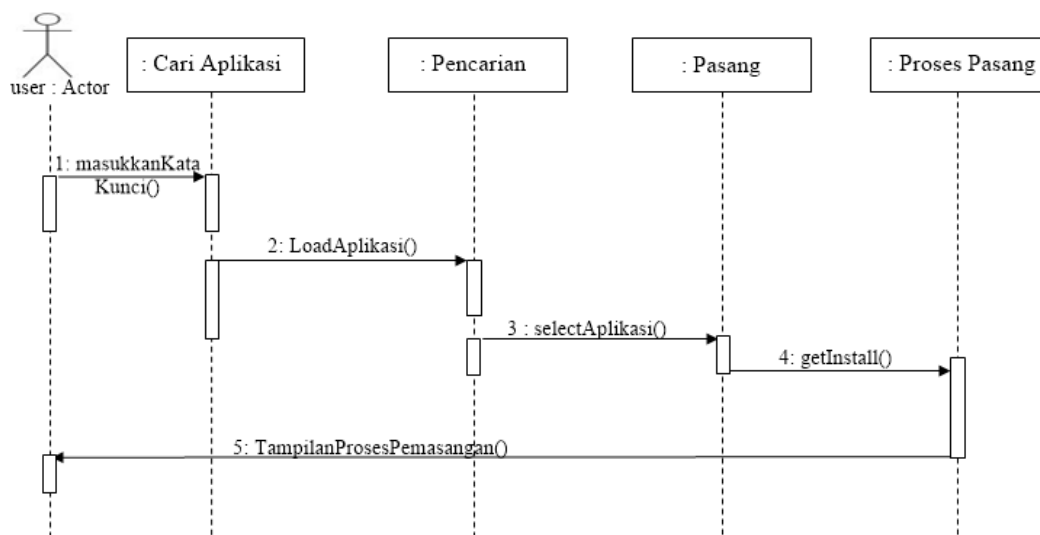 user : Actor
: Cari Aplikasi
: Pencarian
: Pasang
: Proses Pasang
1: masukkanKata
Kunci()
2: LoadAplikasi()
3 : selectAplikasi()
4: getInstall()
5: TampilanProsesPemasangan()